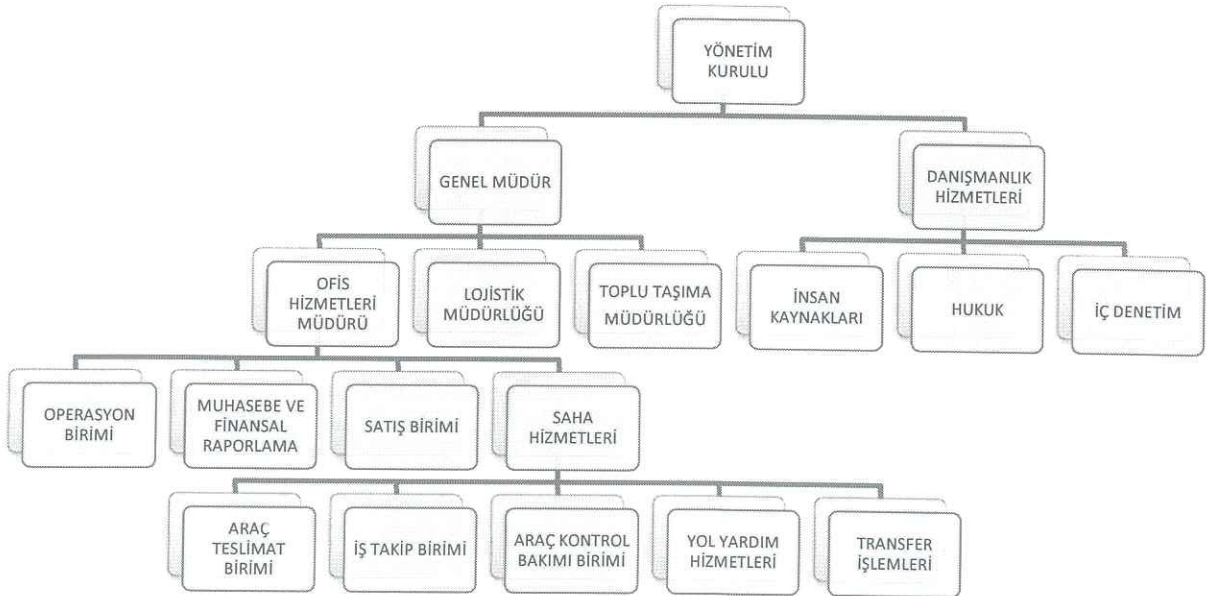 YÖNETİM
KURULU
GENEL MÜDÜR
DANIŞMANLIK
HİZMETLERİ
OFİS
HİZMETLERİ
MÜDÜRÜ
LOJİSTİK
MÜDÜRLÜĞÜ
TOPLU TAŞIMA
MÜDÜRLÜĞÜ
İNSAN
KAYNAKLARI
HUKUK
İÇ DENETİM
OPERASYON
BİRİMİ
MUHASEBE VE
FİNANSAL
RAPORLAMA
SATIŞ BİRİMİ
SAHA
HİZMETLERİ
ARAÇ
TESLİMAT
BİRİMİ
İŞ TAKİP BİRİMİ
ARAÇ KONTROL
BAKIMI BİRİMİ
YOL YARDIM
HİZMETLERİ
TRANSFER
İŞLEMLERİ